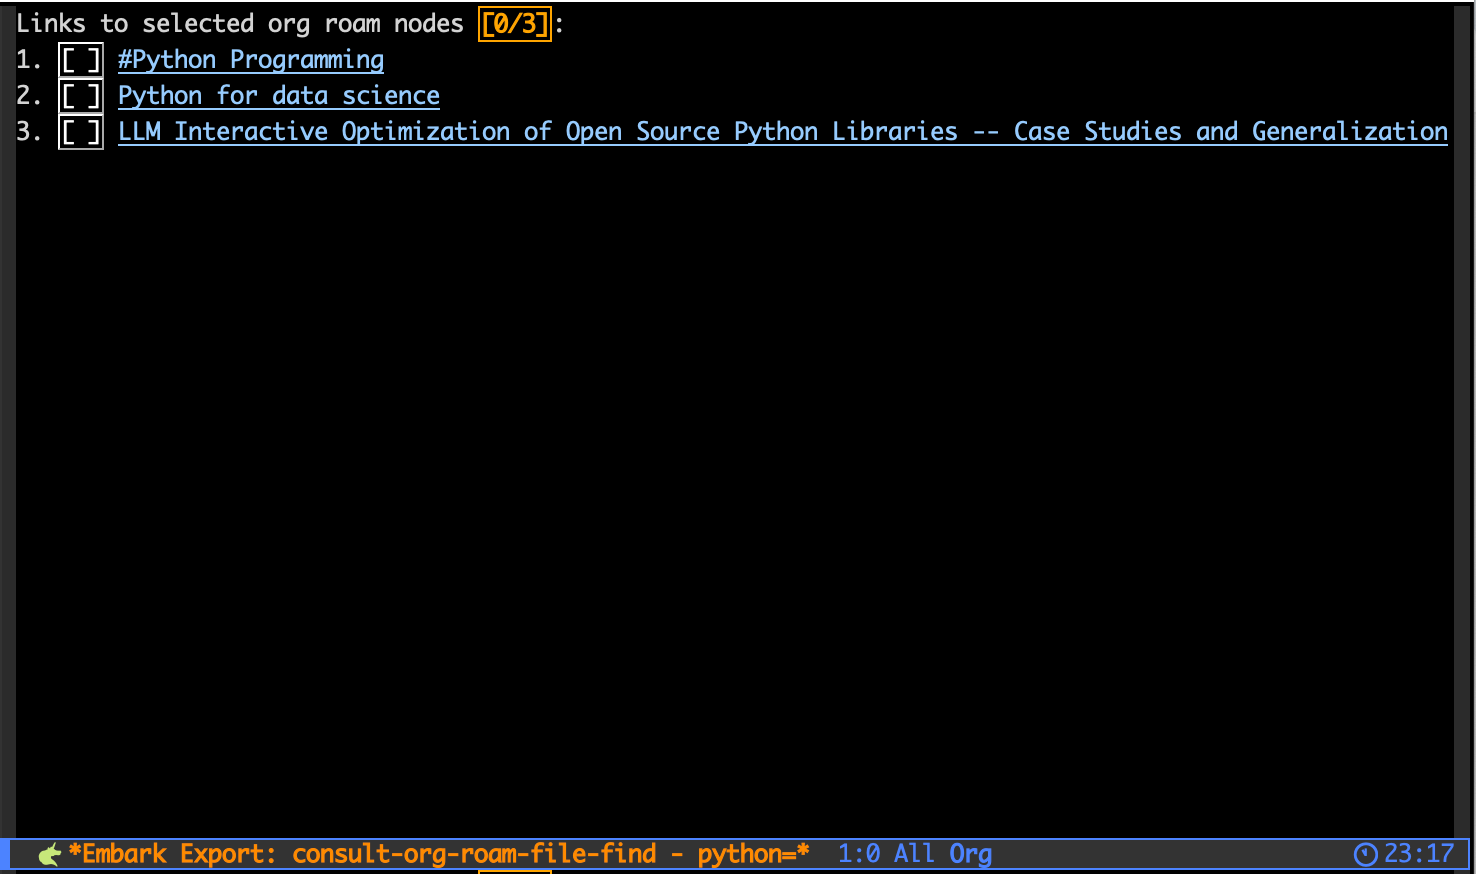 Links to selected org roam nodes [0/3]:
1. [ ] #Python Programming
2. [ ] Python for data science
3. [ ] LLM Interactive Optimization of Open Source Python Libraries -- Case Studies and Generalization
*Embark Export: consult-org-roam-file-find - python=* 1:0 All Org 23:17